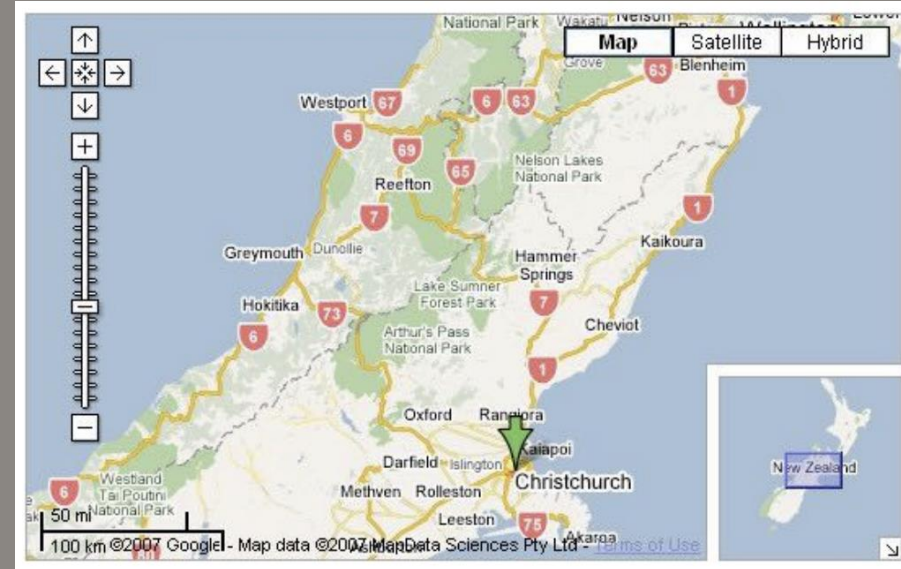 National Park
Wakatu
Nelson
Map
Satellite
Hybrid
Grove
63
Blenheim
1
Westport
67
6
63
6
69
65
Reefton
Nelson Lakes
National Park
7
1
Greymouth
Dunollie
Kaikoura
Hammer
Springs
Lake Sumner
Forest Park
Hokitika
73
7
6
Cheviot
Arthur's Pass
National Park
1
Oxford
Rangiora
Kaiapoi
Darfield
Islington
Christchurch
New Zealand
Westland
Tai Poutini
National Park
6
Methven
Rolleston
50 mi
Leeston
75
Akaroa
100 km
©2007 Google - Map data ©2007 MapData Sciences Pty Ltd - Terms of Use